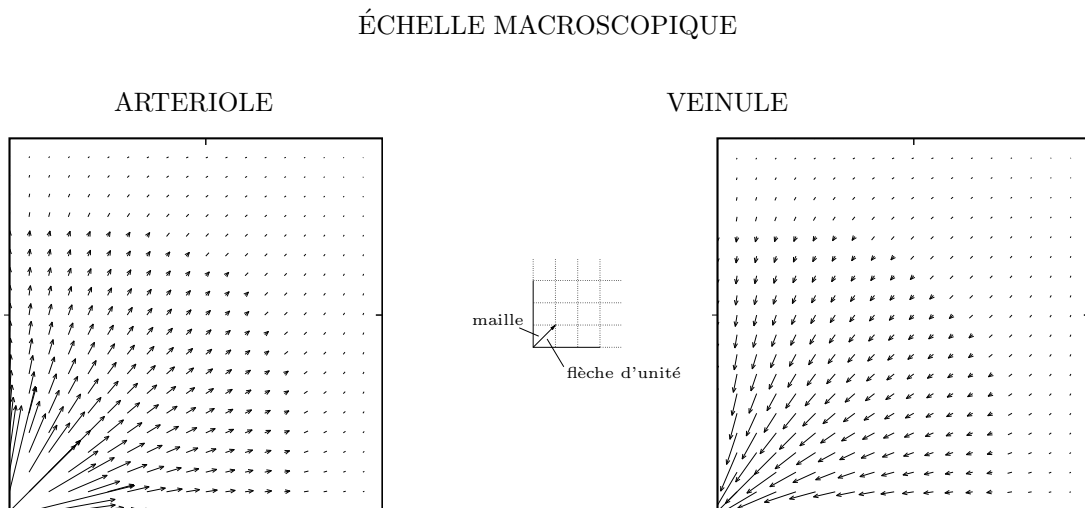 ÉCHELLE MACROSCOPIQUE
ARTERIOLE
VEINULE
maille
flèche d'unité